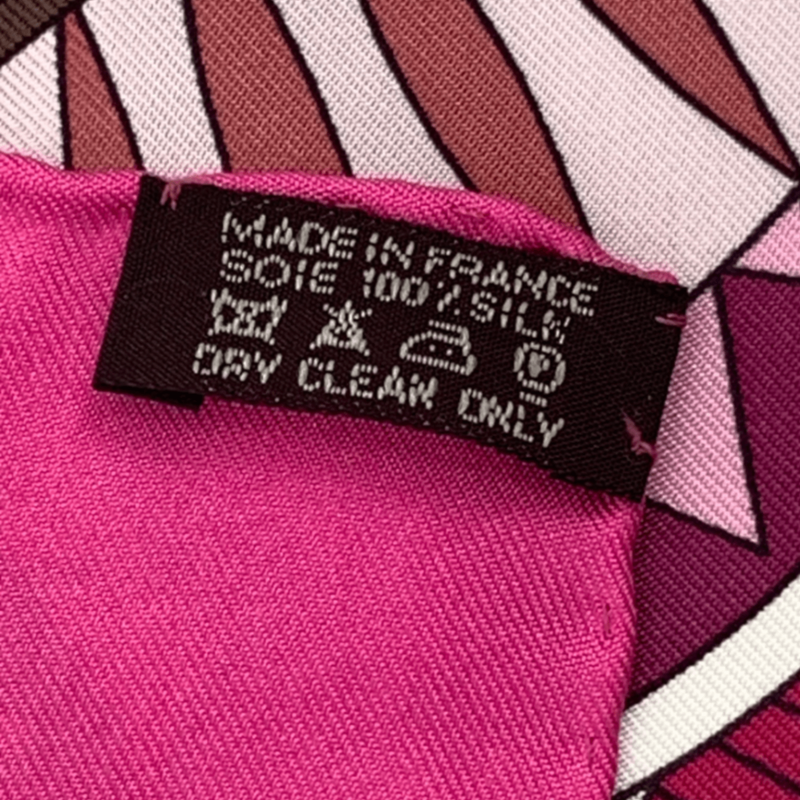 MADE IN FRANCE
SOIE 100% SILK
DRY CLEAN ONLY